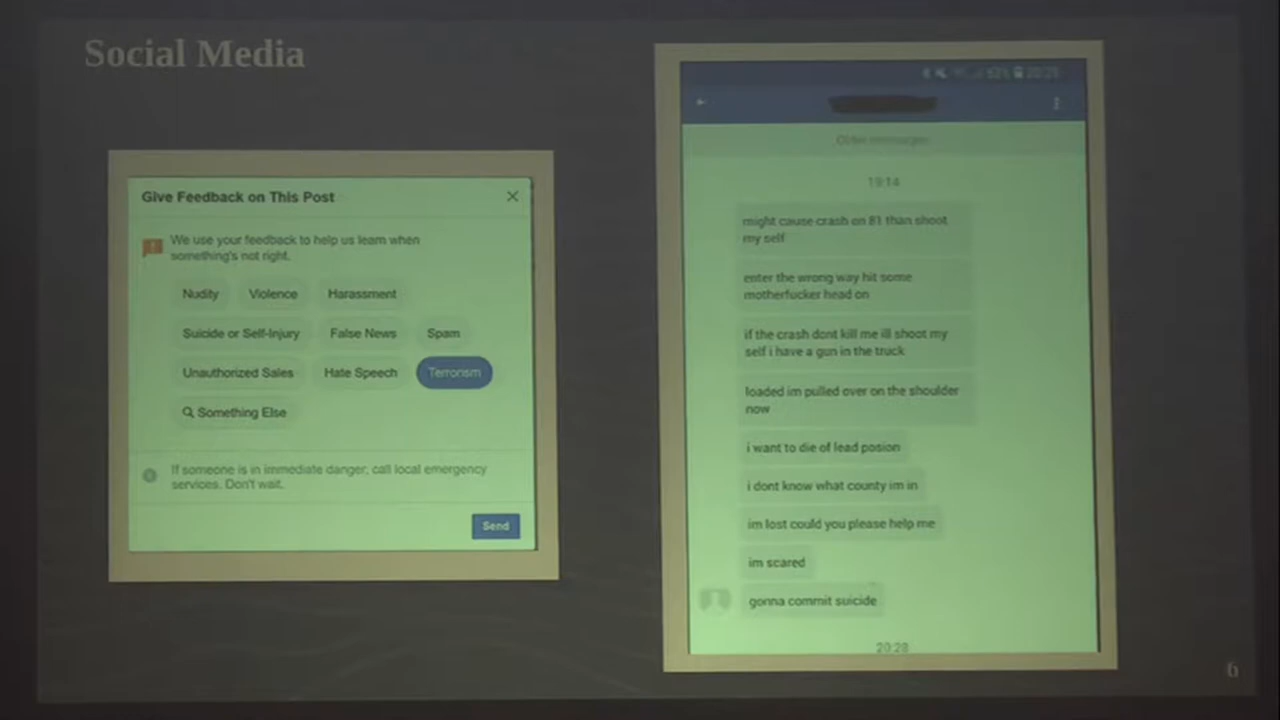 Social Media
Give Feedback on This Post
We use your feedback to help us learn when
something's not right.
Nudity
Violence
Harassment
Suicide or Self-Injury
False News
Spam
Unauthorized Sales
Hate Speech
Terrorism
Something Else
If someone is in immediate danger, call local emergency
services. Don't wait.
Send
Older messages
19:14
might cause crash on 81 than shoot
my self
enter the wrong way hit some
motherfucker head on
if the crash dont kill me ill shoot my
self i have a gun in the truck
loaded im pulled over on the shoulder
now
i want to die of lead posion
i dont know what county im in
im lost could you please help me
im scared
gonna commit suicide
20:28
6